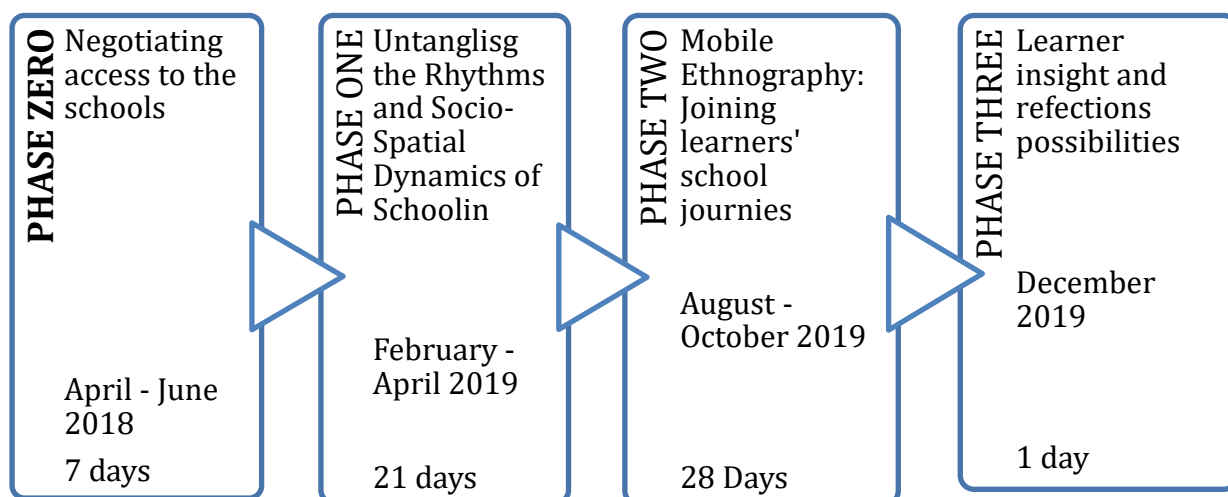 PHASE ZERO
Negotiating
access to the
schools
April - June
2018
7 days
PHASE ONE
Untanglisg
the Rhythms
and Socio-
Spatial
Dynamics of
Schoolin
February -
April 2019
21 days
PHASE TWO
Mobile
Ethnography:
Joining
learners'
school
journies
August -
October 2019
28 Days
PHASE THREE
Learner
insight and
refections
possibilities
December
2019
1 day